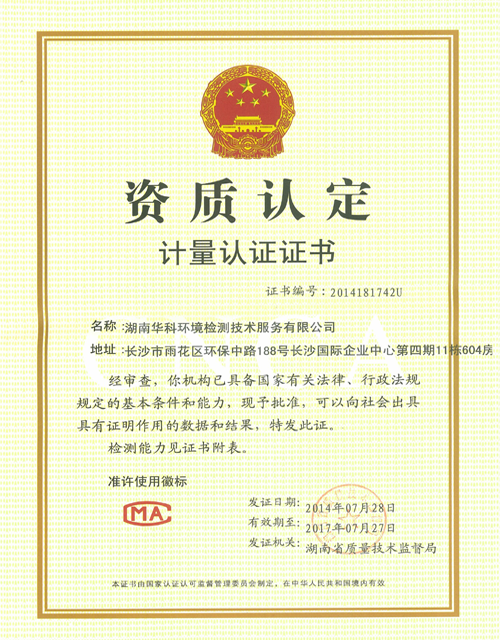 资质认定
计量认证证书
证书编号：2014181742U
名称：湖南华科环境检测技术服务有限公司
地址：长沙市雨花区环保中路188号长沙国际企业中心第四期11栋604房
经审查，你机构已具备国家有关法律、行政法规
规定的基本条件和能力，现予批准，可以向社会出具
具有证明作用的数据和结果，特发此证。
检测能力见证书附表。
准许使用徽标
CMA
发证日期：2014年07月28日
有效期至：2017年07月27日
发证机关：湖南省质量技术监督局
本证书由国家认证认可监督管理委员会制定，在中华人民共和国境内有效